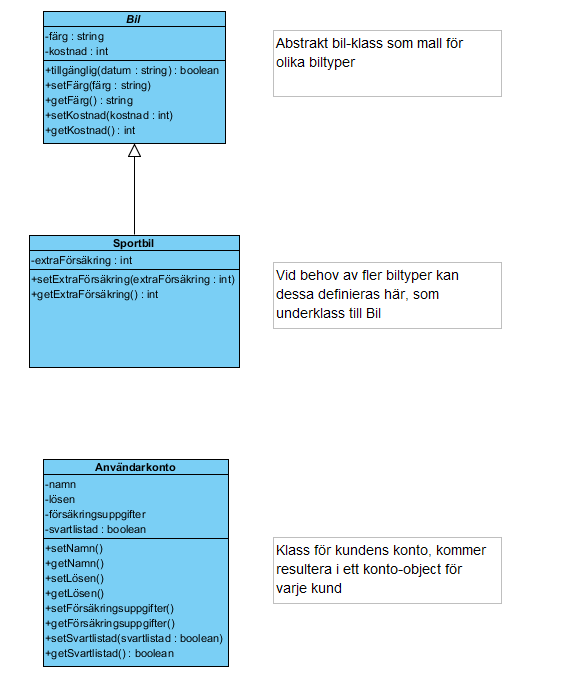 Bil
-färg : string
-kostnad : int
+tillgänglig(datum : string) : boolean
+setFärg(färg : string)
+getFärg() : string
+setKostnad(kostnad : int)
+getKostnad() : int
Abstrakt bil-klass som mall för
olika biltyper
Sportbil
-extraFörsäkring : int
+setExtraFörsäkring(extraFörsäkring : int)
+getExtraFörsäkring() : int
Vid behov av fler biltyper kan
dessa definieras här, som
underklass till Bil
Användarkonto
-namn
-lösen
-försäkringsuppgifter
-svartlistad : boolean
+setNamn()
+getNamn()
+setLösen()
+getLösen()
+setFörsäkringsuppgifter()
+getFörsäkringsuppgifter()
+setSvartlistad(svartlistad : boolean)
+getSvartlistad() : boolean
Klass för kundens konto, kommer
resultera i ett konto-object för
varje kund